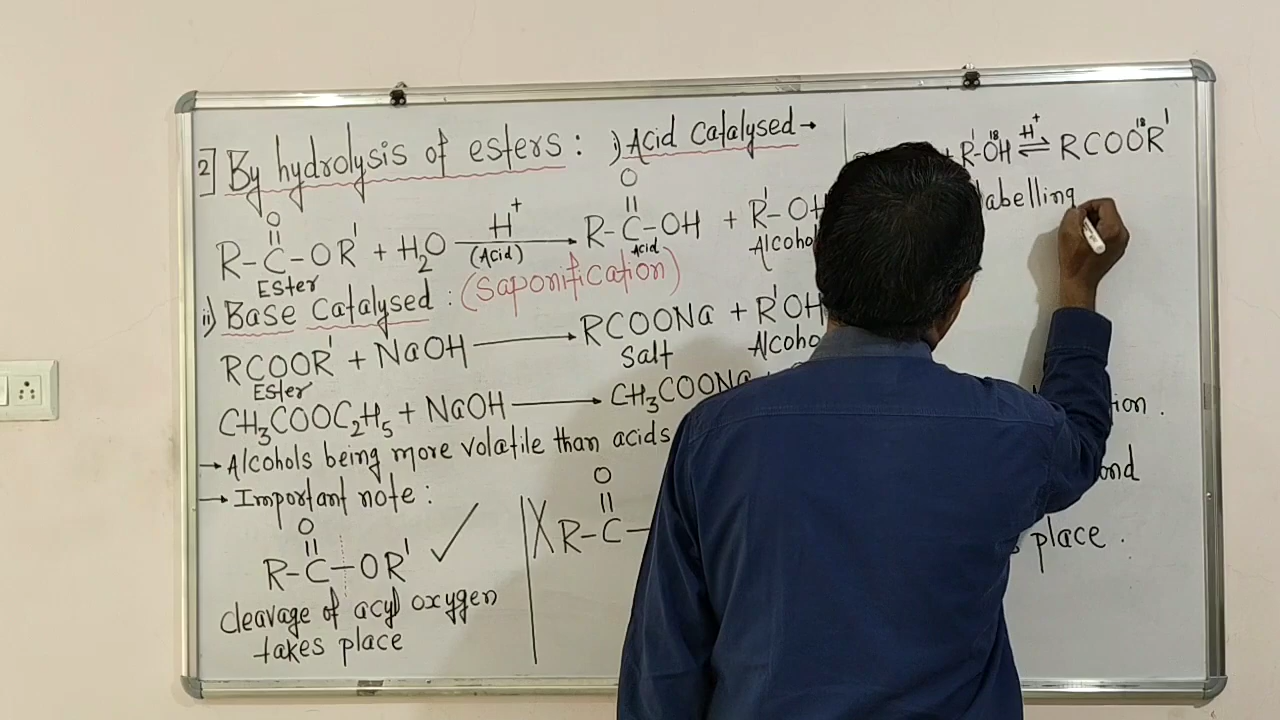 2] By hydrolysis of esters : i) Acid Catalysed →
O O
|| ||
R-C-OR' + H2O H+ (Acid) → R-C-OH + R'-OH
Ester Acid Alcohol
ii) Base Catalysed : (Saponification)
RCOOR' + NaOH → RCOONa + R'OH
Ester Salt Alcoho
CH3COOC2H5 + NaOH → CH3COONa +
→ Alcohols being more volatile than acids
→ Important note :
O
||
R-C-OR' ✓
cleavage of acyl oxygen
takes place
O
||
X R-C-
+ R'-18OH H+ ⇌ RCOO18R'
labelling
place .